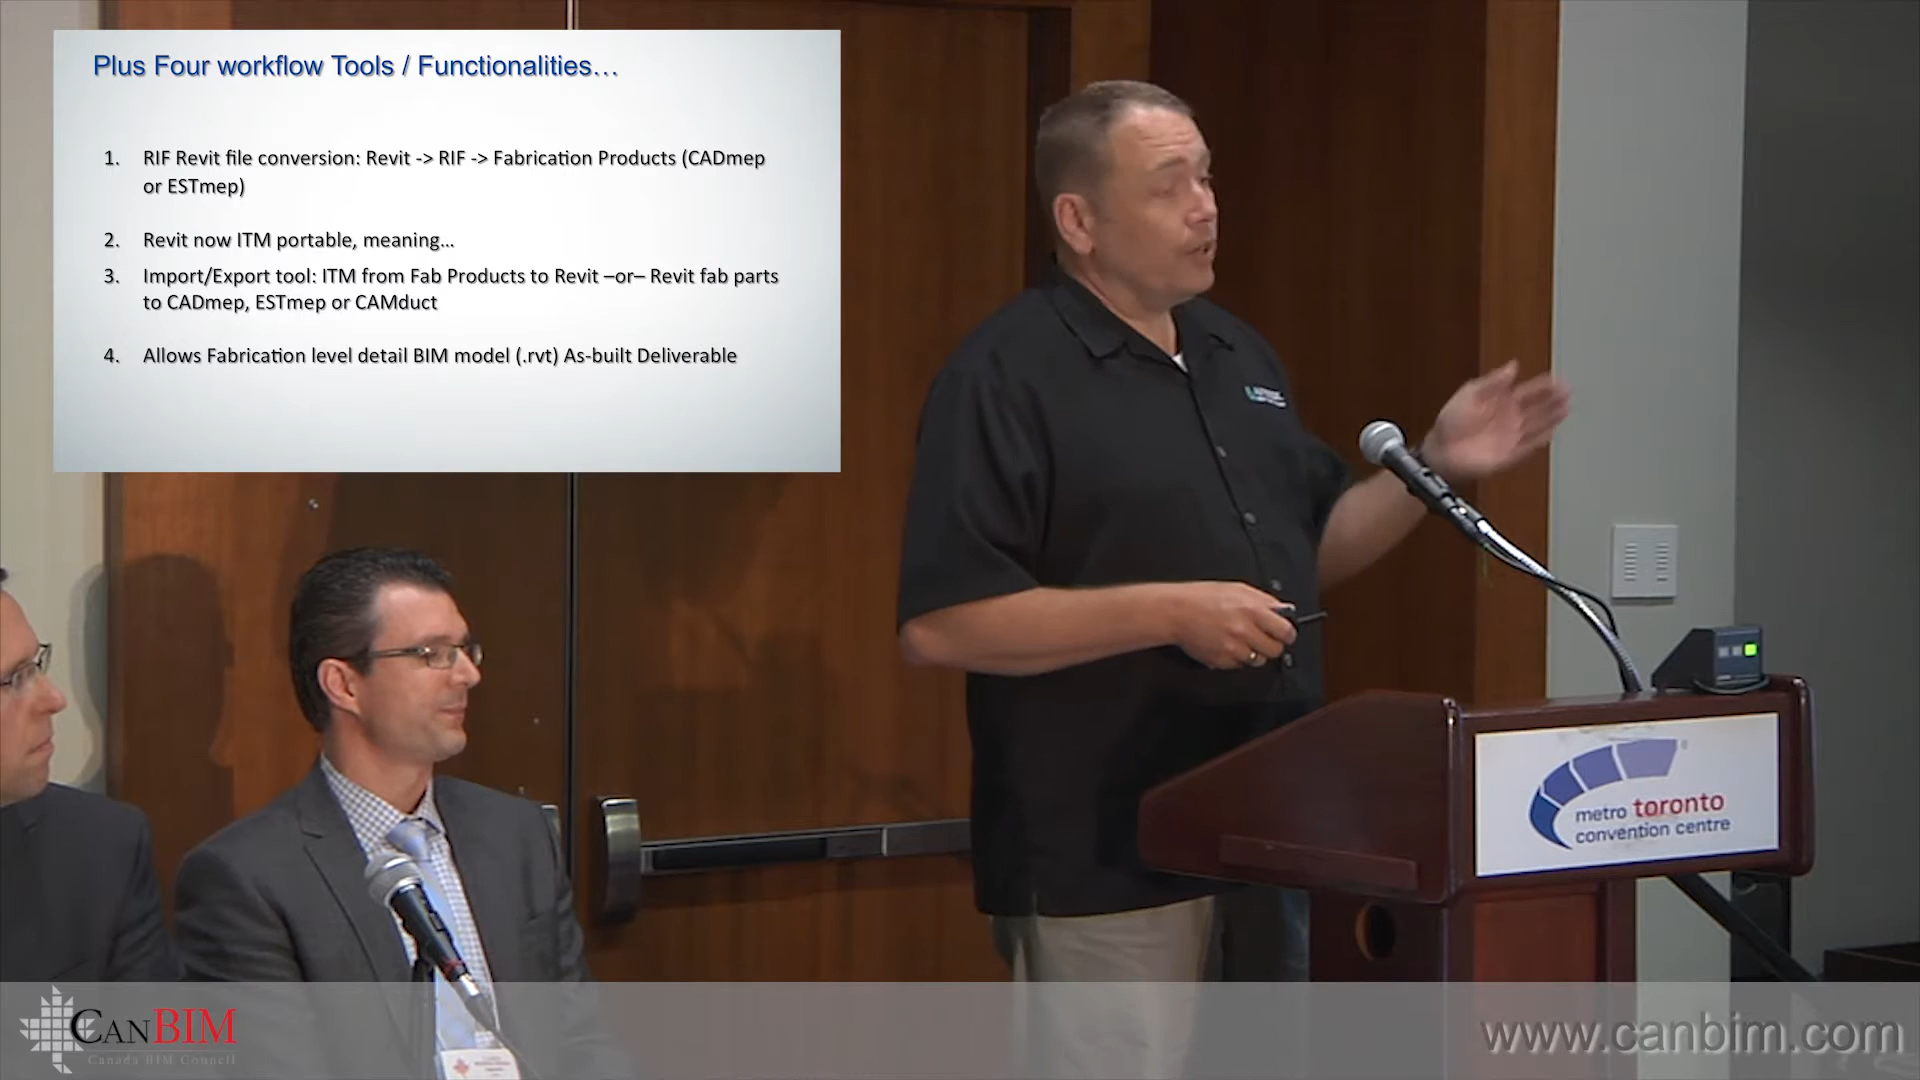 Plus Four workflow Tools / Functionalities…
1. RIF Revit file conversion: Revit -> RIF -> Fabrication Products (CADmep
or ESTmep)
2. Revit now ITM portable, meaning…
3. Import/Export tool: ITM from Fab Products to Revit –or– Revit fab parts
to CADmep, ESTmep or CAMduct
4. Allows Fabrication level detail BIM model (.rvt) As-built Deliverable
metro toronto
convention centre
CANBIM
Canada BIM Council
www.canbim.com